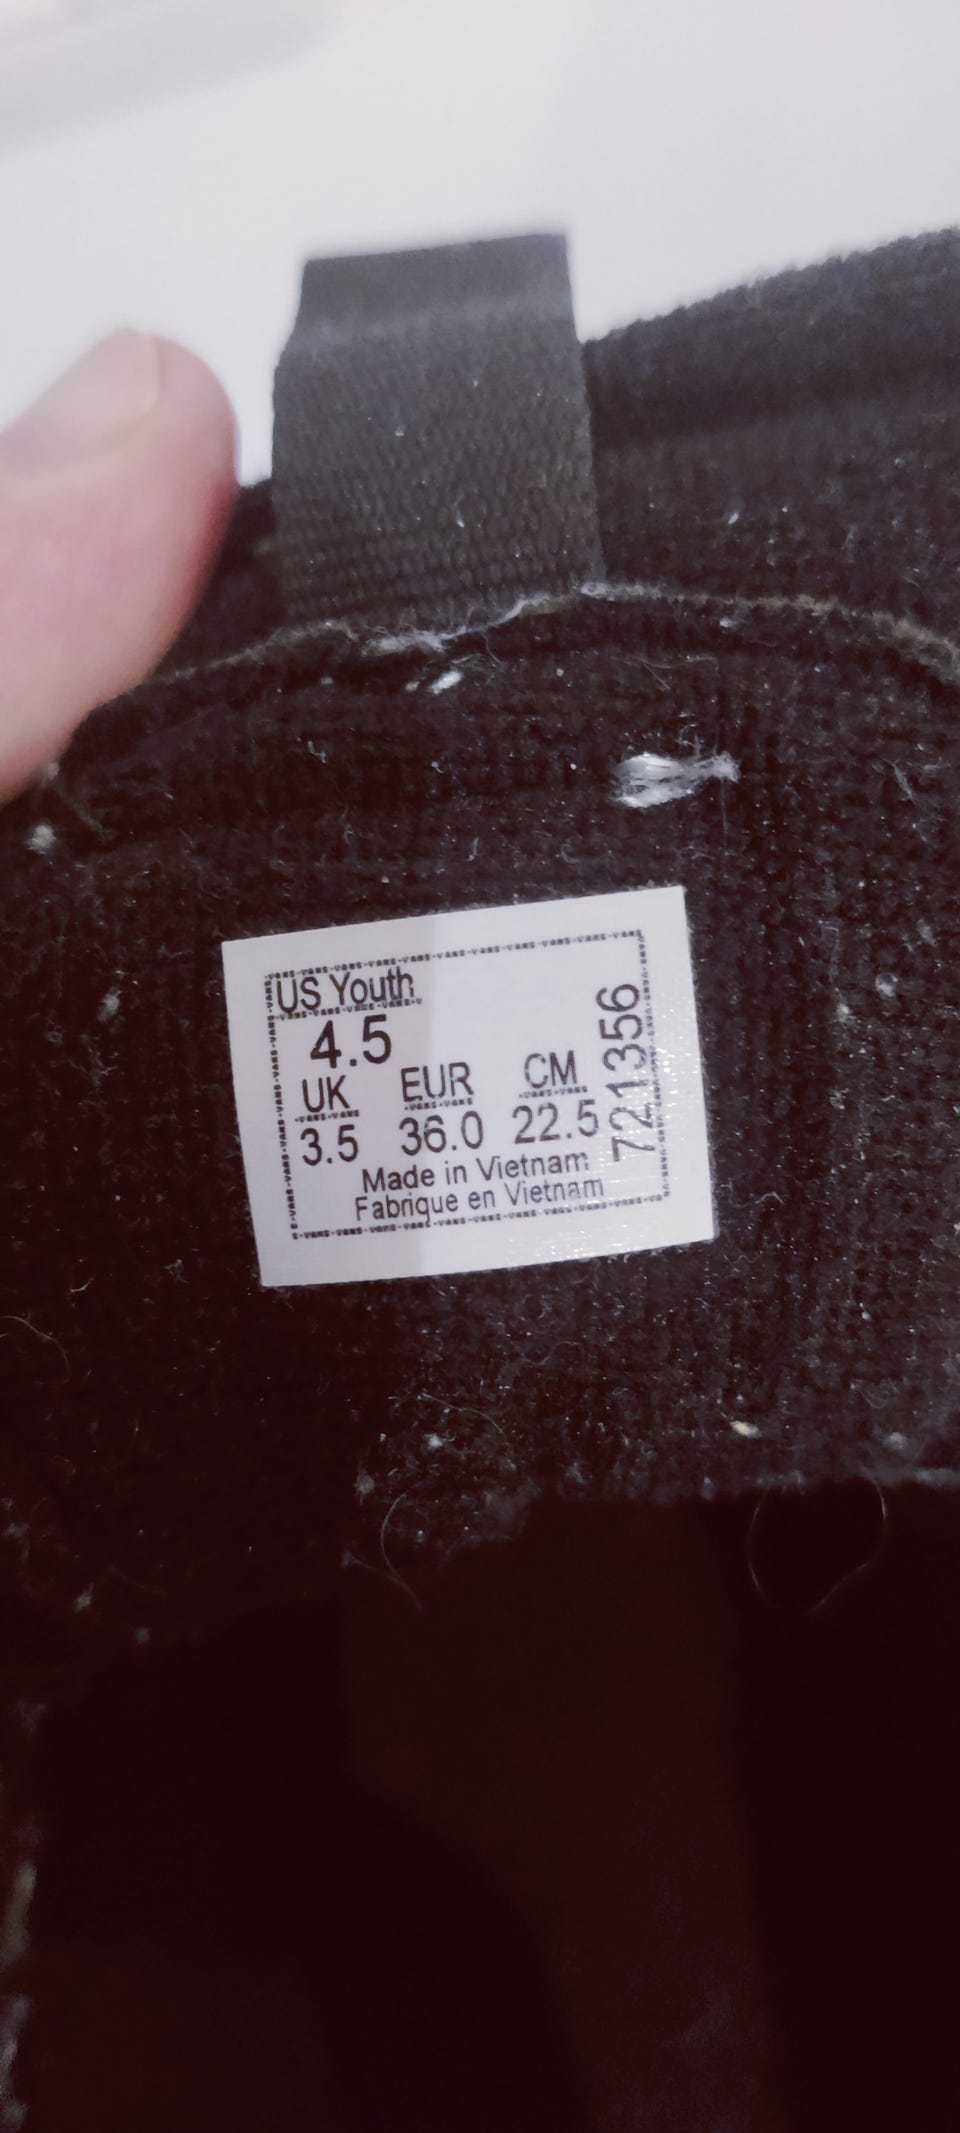 US Youth
4.5
UK EUR CM
3.5 36.0 22.5
Made in Vietnam
Fabrique en Vietnam
721356